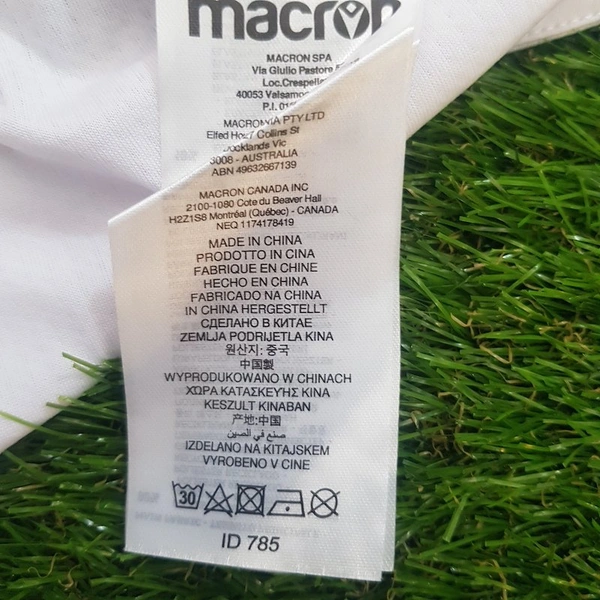 macron
MACRON SPA
Via Giulio Pastore
Loc.Crespell
40053 Valsamog
P.I. 01
MACRONIA PTY LTD
Elfed Collins St
Docklands Vic
3008 - AUSTRALIA
ABN 49632667139
MACRON CANADA INC
2100-1080 Cote du Beaver Hall
H2Z1S8 Montréal (Québec) - CANADA
NEQ 1174178419
MADE IN CHINA
PRODOTTO IN CINA
FABRIQUE EN CHINE
HECHO EN CHINA
FABRICADO NA CHINA
IN CHINA HERGESTELLT
СДЕЛАНО В КИТАЕ
ZEMLJA PODRIJETLA KINA
원산지: 중국
中国製
WYPRODUKOWANO W CHINACH
ΧΩΡΑ ΚΑΤΑΣΚΕΥΗΣ ΚΙΝΑ
KESZULT KINABAN
产地:中国
صنع في الصين
IZDELANO NA KITAJSKEM
VYROBENO V CINE
30
ID 785